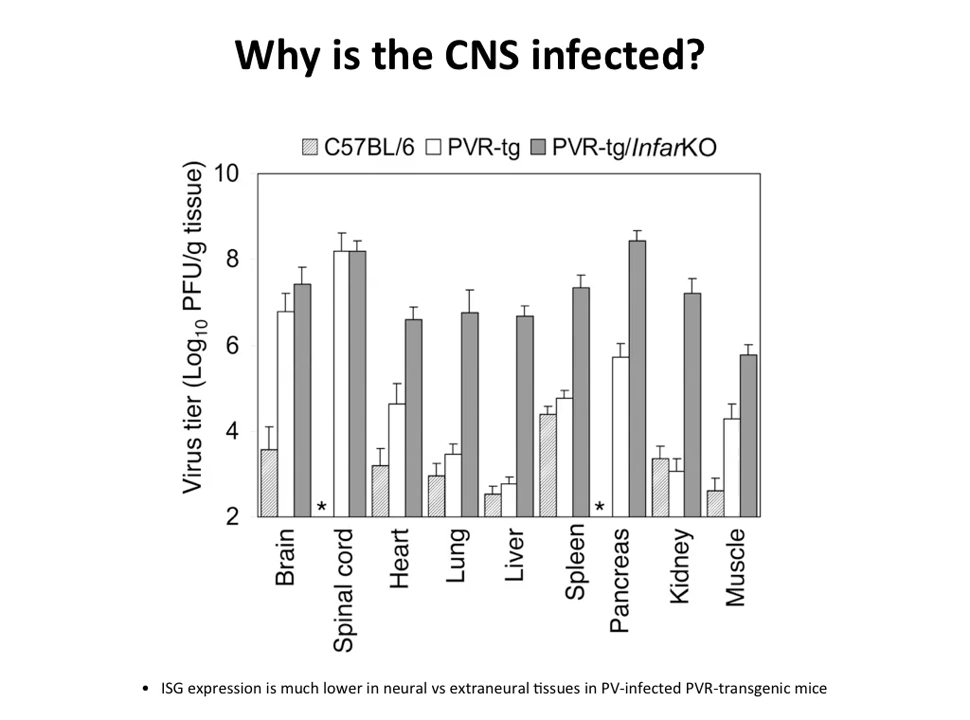 Why is the CNS infected?
C57BL/6 PVR-tg PVR-tg/InfarKO
Virus tier (Log10 PFU/g tissue)
10
8
6
4
2
* *
Brain
Spinal cord
Heart
Lung
Liver
Spleen
Pancreas
Kidney
Muscle
• ISG expression is much lower in neural vs extraneural tissues in PV-infected PVR-transgenic mice